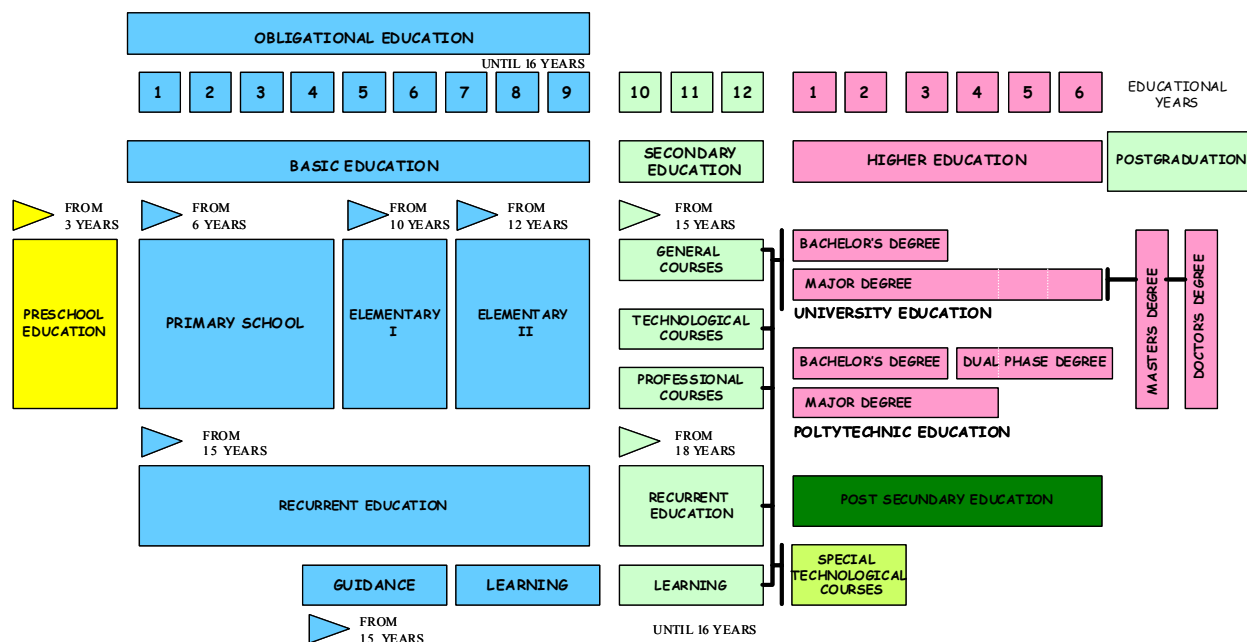 OBLIGATIONAL EDUCATION
UNTIL 16 YEARS
1 2 3 4 5 6 7 8 9 10 11 12 1 2 3 4 5 6
EDUCATIONAL
YEARS
BASIC EDUCATION
SECUNDARY
EDUCATION
HIGHER EDUCATION
POSTGRADUATION
FROM
3 YEARS
FROM
6 YEARS
FROM
10 YEARS
FROM
12 YEARS
FROM
15 YEARS
PRESCHOOL
EDUCATION
PRIMARY SCHOOL
ELEMENTARY
I
ELEMENTARY
II
GENERAL
COURSES
TECHNOLOGICAL
COURSES
PROFESSIONAL
COURSES
BACHELOR'S DEGREE
MAJOR DEGREE
UNIVERSITY EDUCATION
BACHELOR'S DEGREE
DUAL PHASE DEGREE
MAJOR DEGREE
POLTYTECHNIC EDUCATION
MASTER'S DEGREE
DOCTOR'S DEGREE
FROM
15 YEARS
FROM
18 YEARS
RECURRENT EDUCATION
RECURRENT
EDUCATION
POST SECUNDARY EDUCATION
GUIDANCE
LEARNING
LEARNING
SPECIAL
TECHNOLOGICAL
COURSES
FROM
15 YEARS
UNTIL 16 YEARS